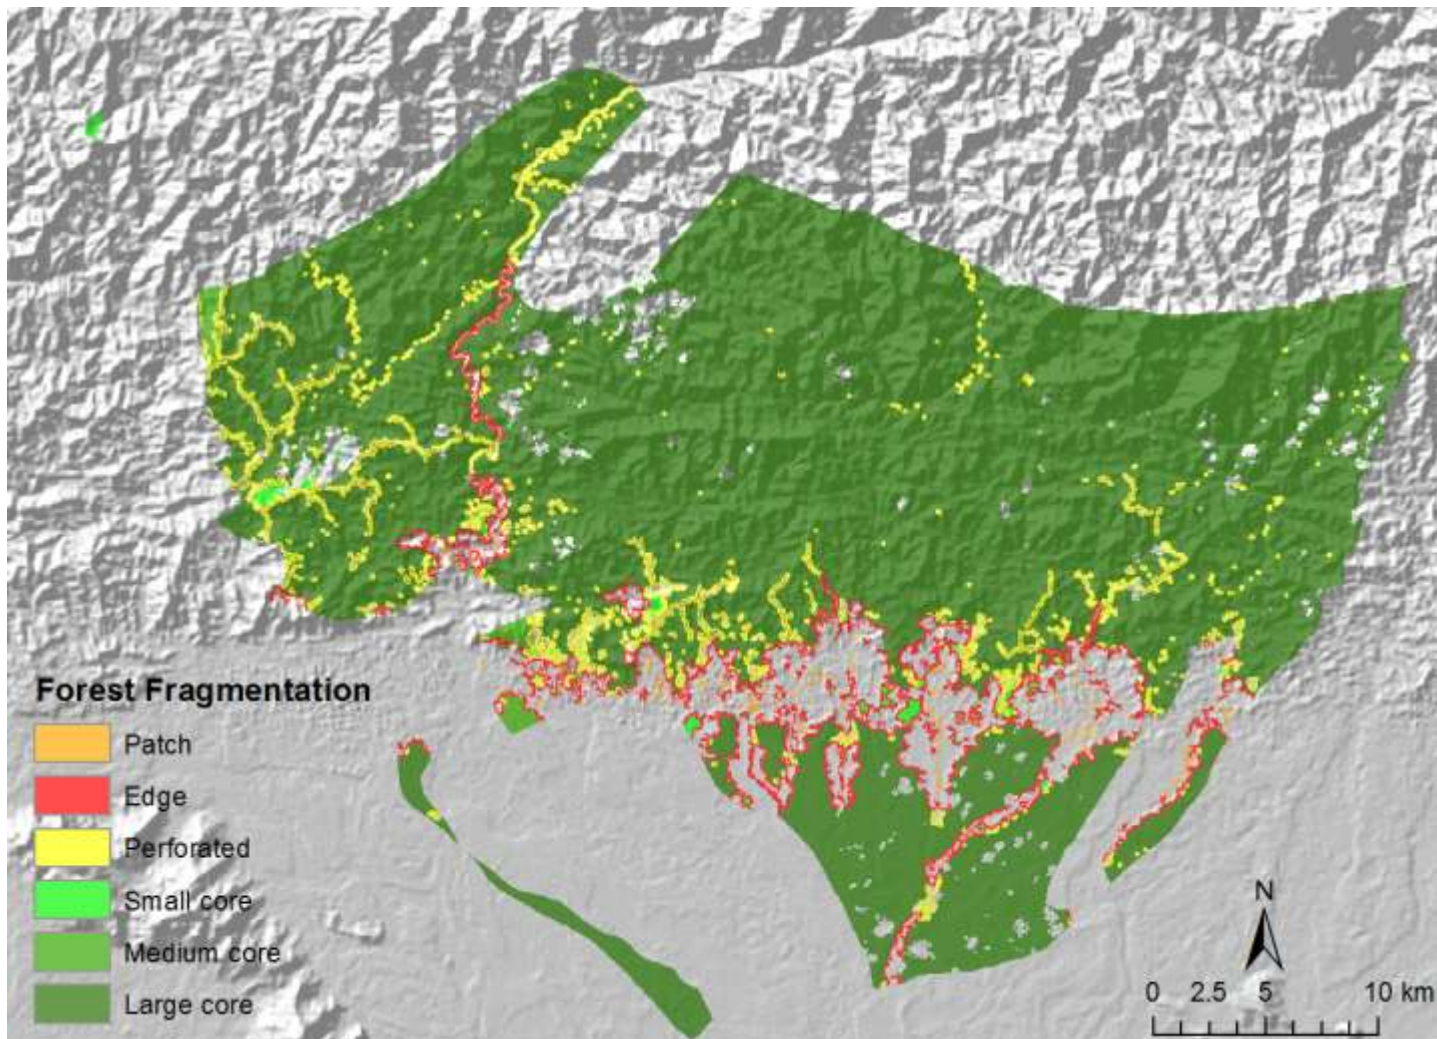 Forest Fragmentation
Patch
Edge
Perforated
Small core
Medium core
Large core
N
0 2.5 5 10 km